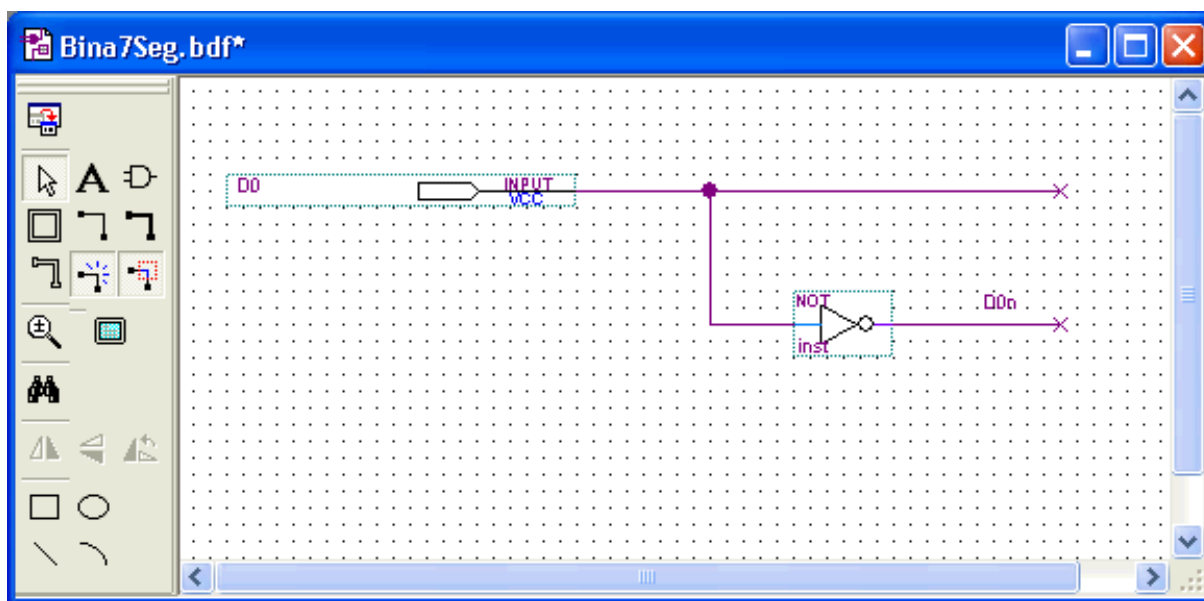 Bina7Seg.bdf*
A
D0
INPUT
VCC
NOT
D0n
inst